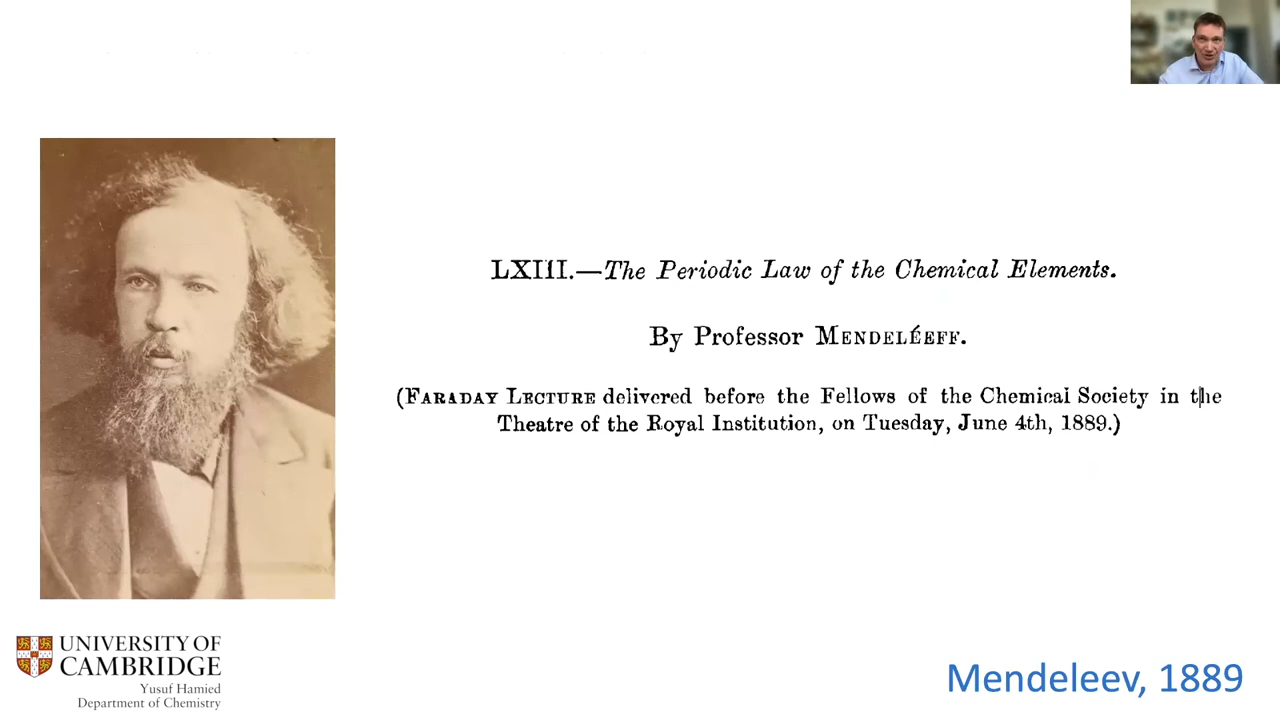 LXIII.—The Periodic Law of the Chemical Elements.
By Professor MENDELÉEFF.
(FARADAY LECTURE delivered before the Fellows of the Chemical Society in the
Theatre of the Royal Institution, on Tuesday, June 4th, 1889.)
UNIVERSITY OF
CAMBRIDGE
Yusuf Hamied
Department of Chemistry
Mendeleev, 1889